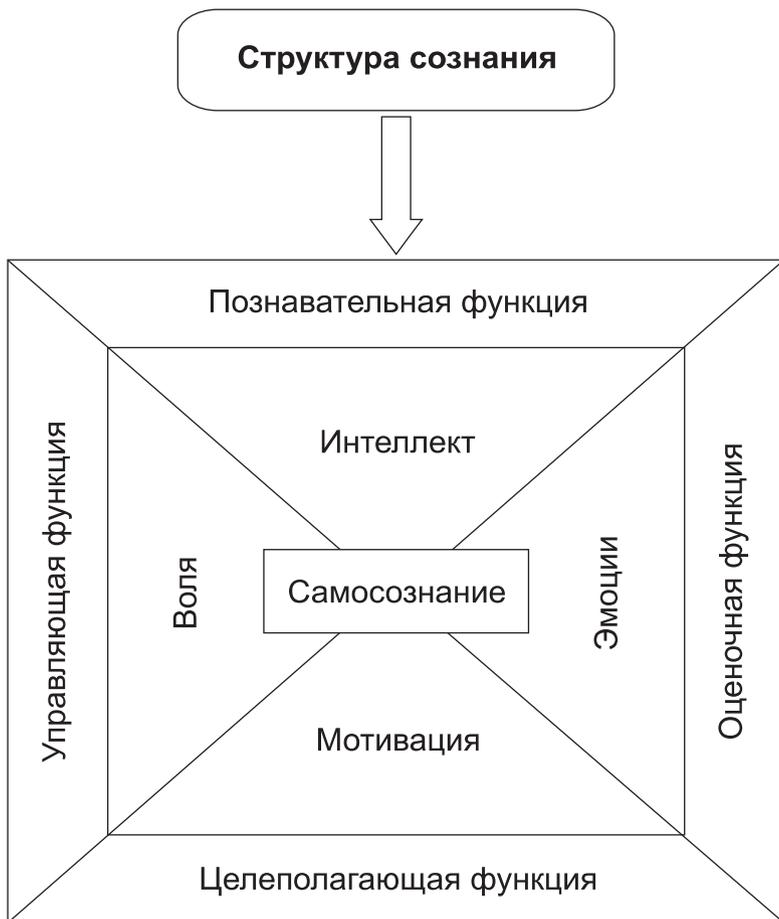 Структура сознания
Познавательная функция
Управляющая функция
Интеллект
Воля
Самосознание
Эмоции
Оценочная функция
Мотивация
Целеполагающая функция